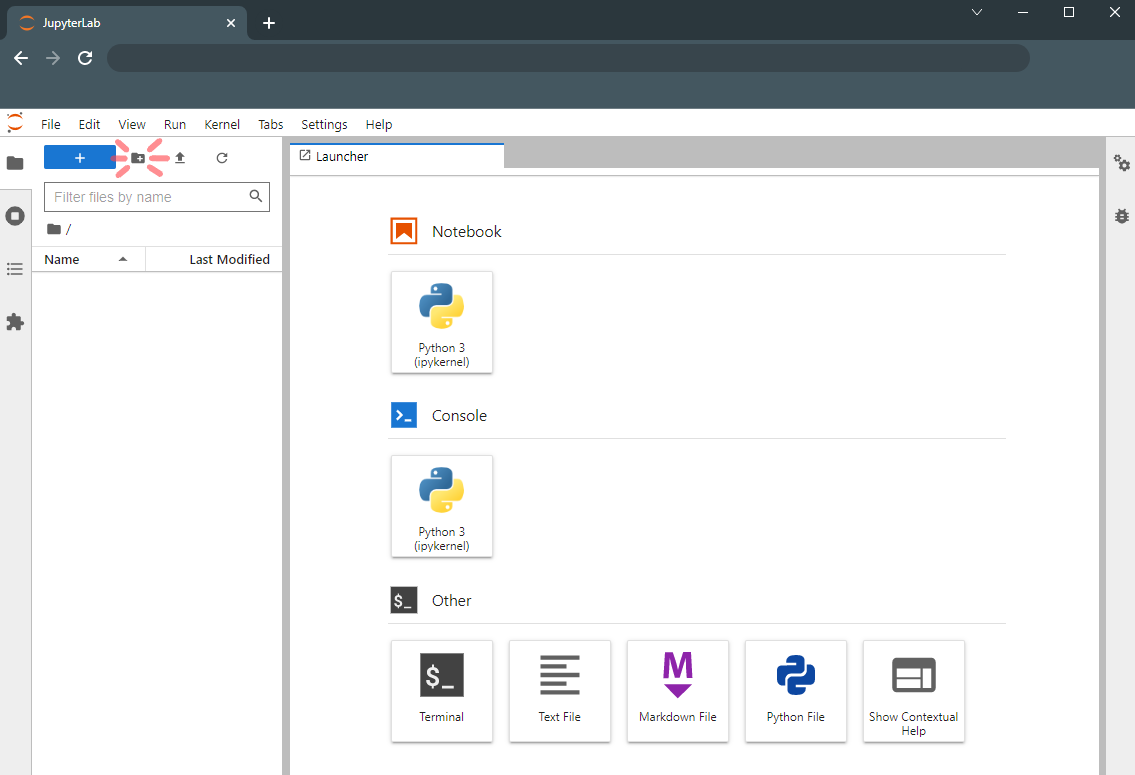 JupyterLab
File Edit View Run Kernel Tabs Settings Help
Launcher
Filter files by name
/
Name Last Modified
Notebook
Python 3
(ipykernel)
Console
Python 3
(ipykernel)
$_ Other
$_
Terminal
Text File
M
Markdown File
Python File
Show Contextual
Help